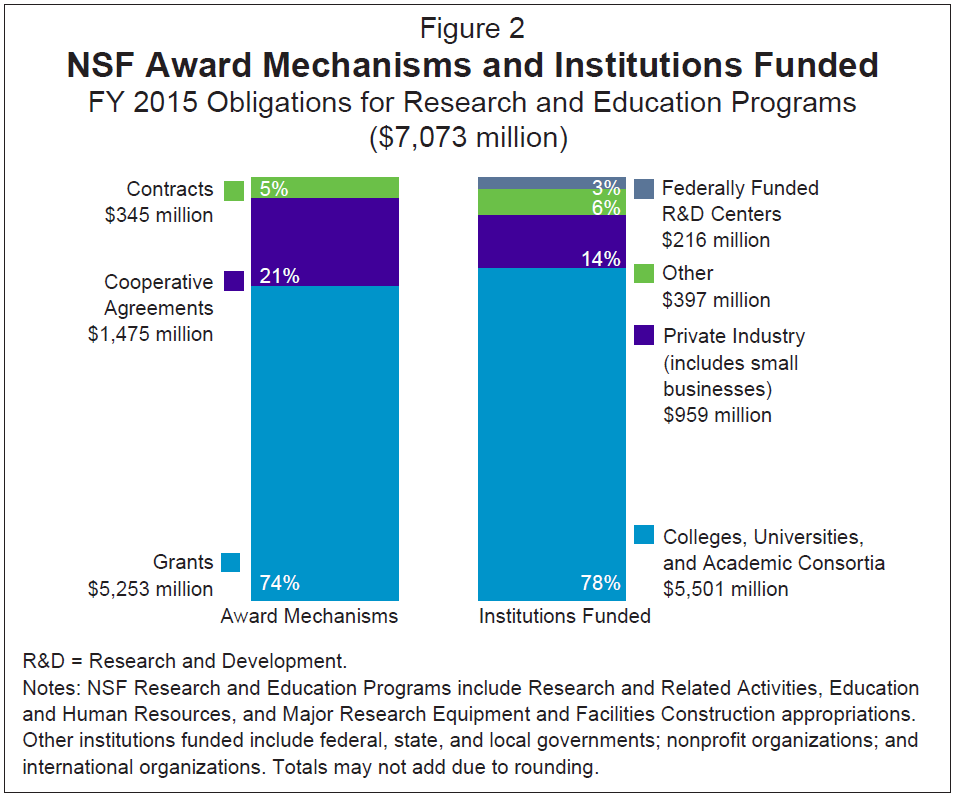 Figure 2
NSF Award Mechanisms and Institutions Funded
FY 2015 Obligations for Research and Education Programs
($7,073 million)
Contracts
$345 million
5%
Cooperative
Agreements
$1,475 million
21%
Grants
$5,253 million
74%
Award Mechanisms
3%
Federally Funded
R&D Centers
$216 million
6%
Other
$397 million
14%
Private Industry
(includes small
businesses)
$959 million
78%
Colleges, Universities,
and Academic Consortia
$5,501 million
Institutions Funded
R&D = Research and Development.
Notes: NSF Research and Education Programs include Research and Related Activities, Education
and Human Resources, and Major Research Equipment and Facilities Construction appropriations.
Other institutions funded include federal, state, and local governments; nonprofit organizations; and
international organizations. Totals may not add due to rounding.